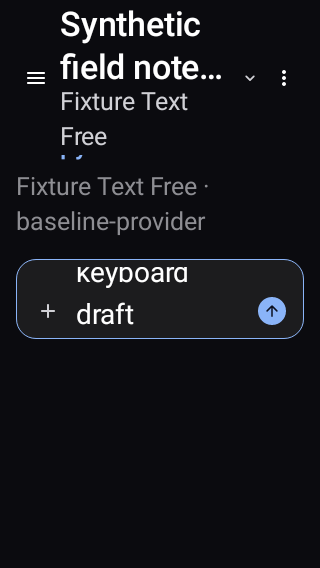 Synthetic
field note…
Fixture Text
Free
Fixture Text Free ·
baseline-provider
keyboard
draft